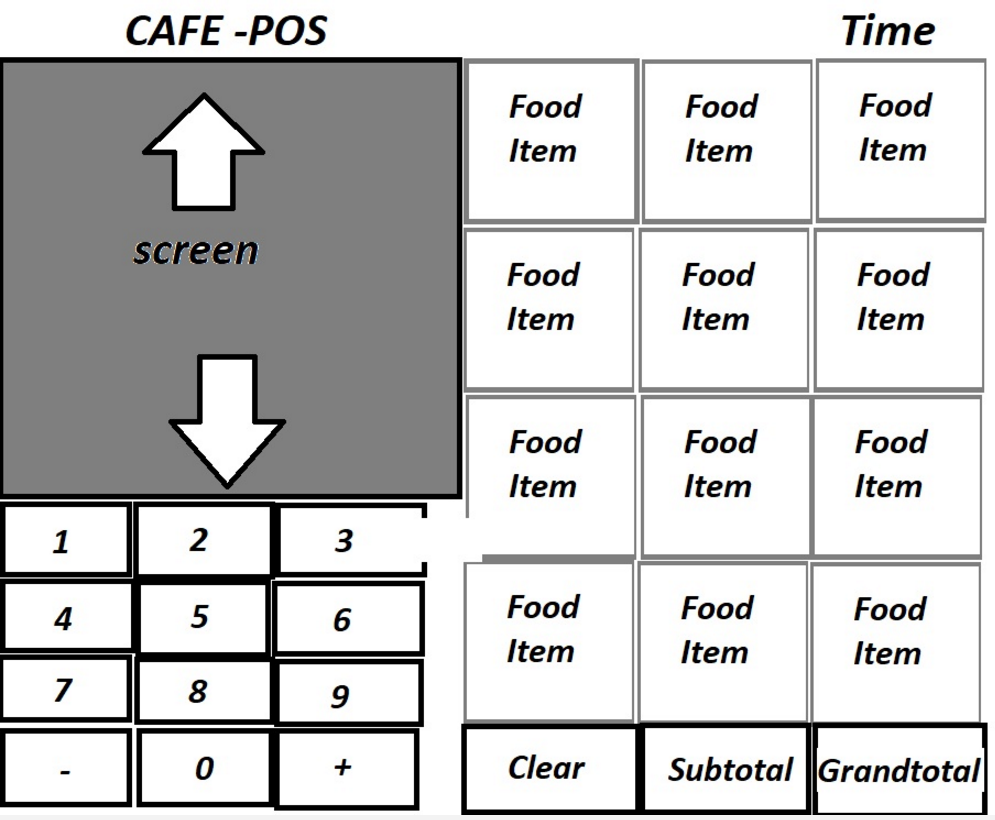 CAFE -POS
Time
screen
Food
Item
Food
Item
Food
Item
Food
Item
Food
Item
Food
Item
Food
Item
Food
Item
Food
Item
Food
Item
Food
Item
Food
Item
1
2
3
4
5
6
7
8
9
-
0
+
Clear
Subtotal
Grandtotal